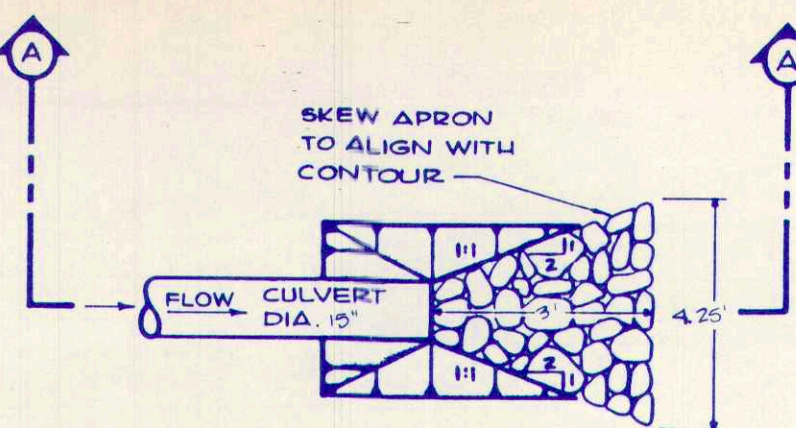 A
A
SKEW APRON
TO ALIGN WITH
CONTOUR
1:1
1
2
FLOW
CULVERT
DIA. 15"
3'
4.25'
1:1
2
1